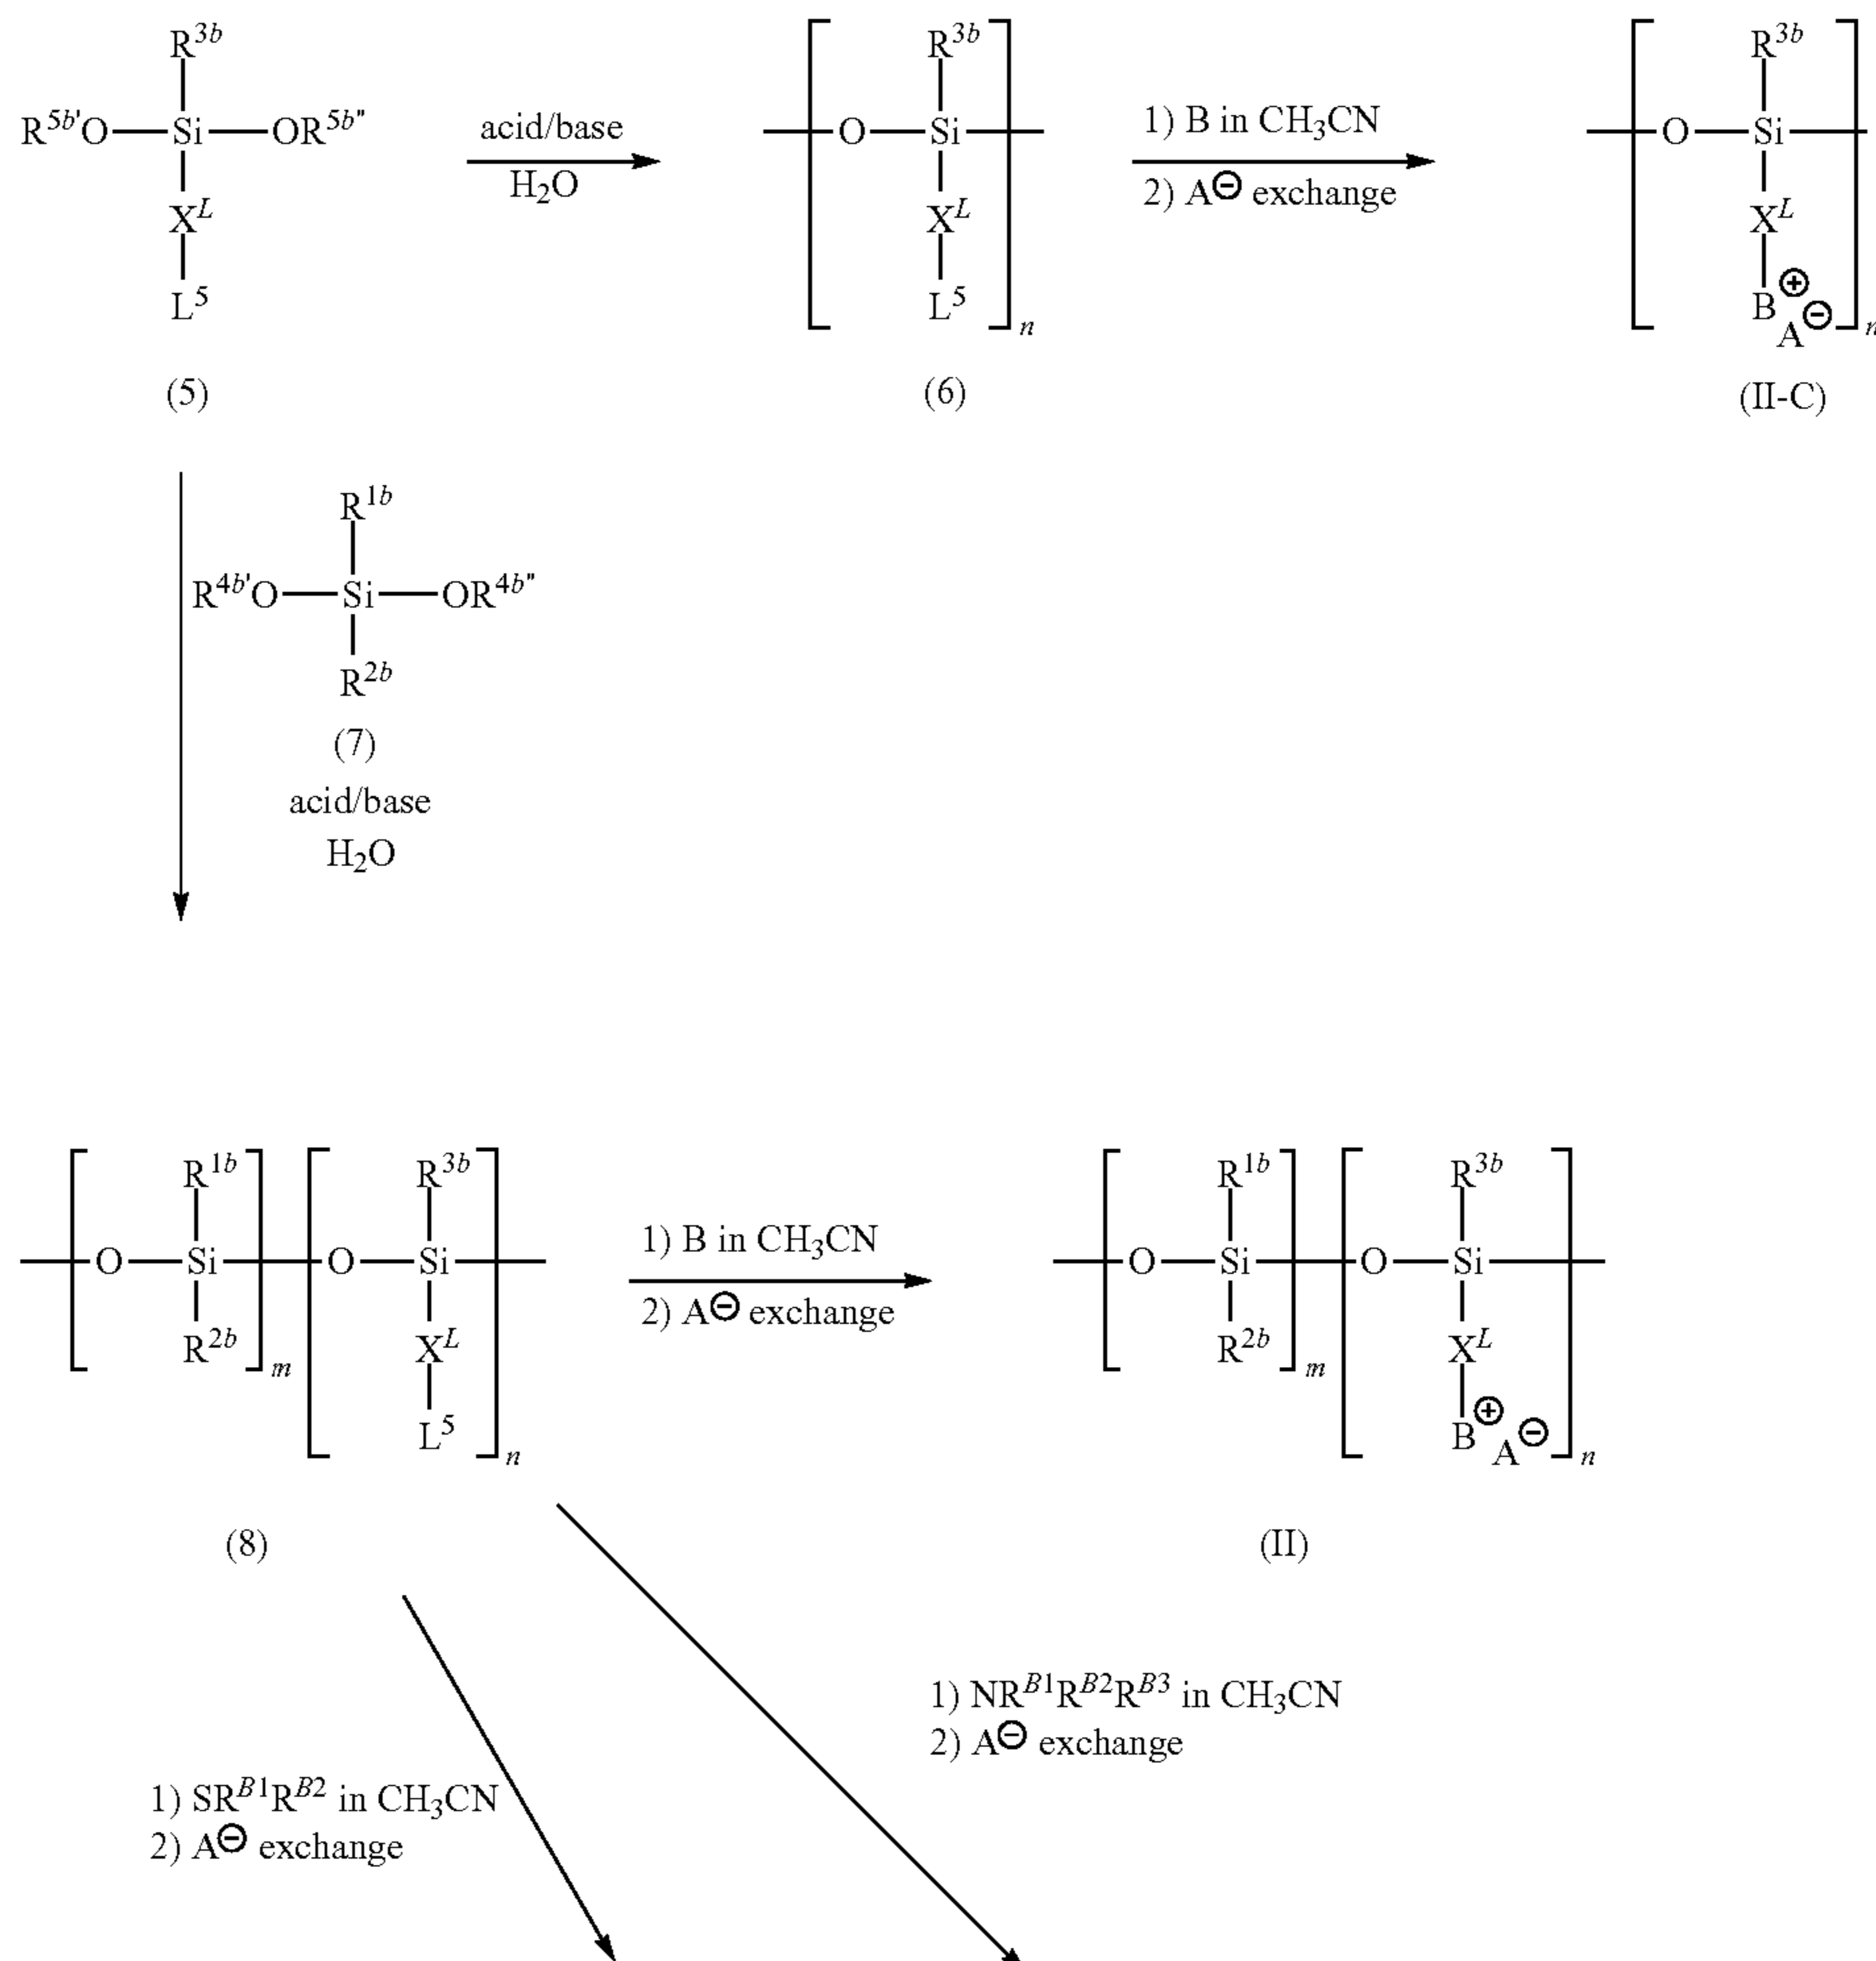 R³ᵇ
R⁵ᵇ'O—Si—OR⁵ᵇ"
Xᴸ
L⁵
(5)
acid/base
H₂O
R³ᵇ
O—Si
Xᴸ
L⁵
n
(6)
1) B in CH₃CN
2) A⊖ exchange
R³ᵇ
O—Si
Xᴸ
B⊕
A⊖
n
(II-C)
R¹ᵇ
R⁴ᵇ'O—Si—OR⁴ᵇ"
R²ᵇ
(7)
acid/base
H₂O
R¹ᵇ
O—Si
R²ᵇ
m
R³ᵇ
O—Si
Xᴸ
L⁵
n
(8)
1) B in CH₃CN
2) A⊖ exchange
R¹ᵇ
O—Si
R²ᵇ
m
R³ᵇ
O—Si
Xᴸ
B⊕
A⊖
n
(II)
1) NRᴮ¹Rᴮ²Rᴮ³ in CH₃CN
2) A⊖ exchange
1) SRᴮ¹Rᴮ² in CH₃CN
2) A⊖ exchange